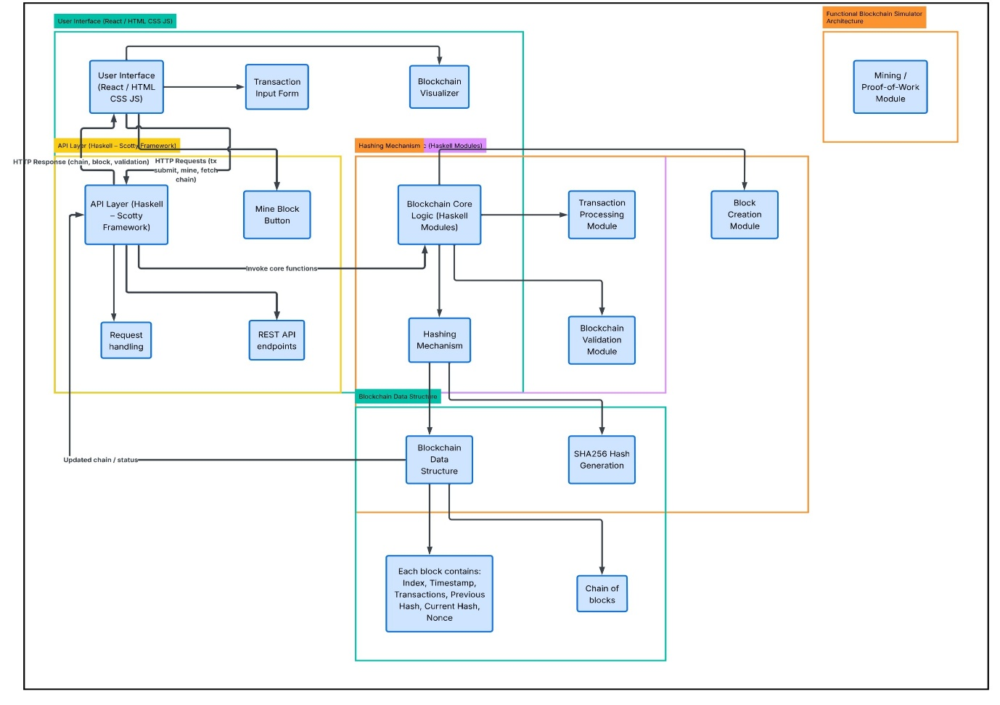 User Interface (React / HTML CSS JS)
Functional Blockchain Simulator
Architecture
User Interface
(React / HTML
CSS JS)
Transaction
Input Form
Blockchain
Visualizer
Mining /
Proof-of-Work
Module
API Layer (Haskell – Scotty Framework)
Hashing Mechanism
c (Haskell Modules)
HTTP Response (chain, block, validation)
HTTP Requests (tx
submit, mine, fetch
chain)
API Layer (Haskell
– Scotty
Framework)
Mine Block
Button
Blockchain Core
Logic (Haskell
Modules)
Transaction
Processing
Module
Block
Creation
Module
Invoke core functions
Request
handling
REST API
endpoints
Hashing
Mechanism
Blockchain
Validation
Module
Blockchain Data Structure
Blockchain
Data
Structure
SHA256 Hash
Generation
Updated chain / status
Each block contains:
Index, Timestamp,
Transactions, Previous
Hash, Current Hash,
Nonce
Chain of
blocks